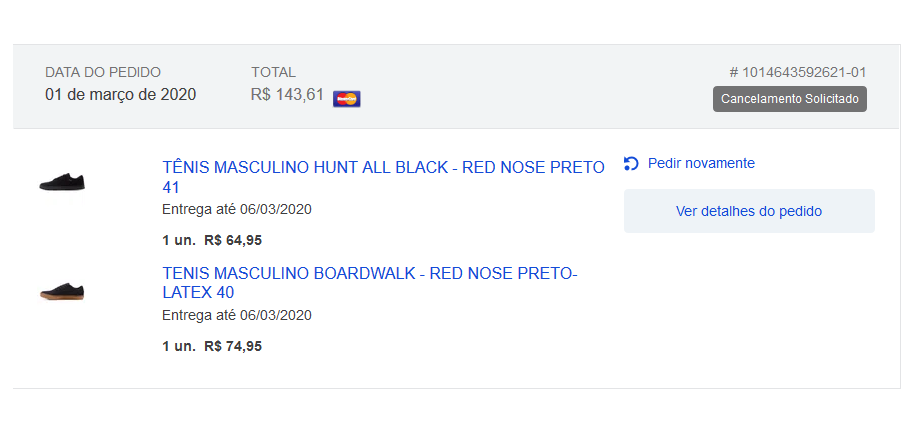 DATA DO PEDIDO
01 de março de 2020
TOTAL
R$ 143,61
# 1014643592621-01
Cancelamento Solicitado
TÊNIS MASCULINO HUNT ALL BLACK - RED NOSE PRETO
41
Entrega até 06/03/2020
1 un. R$ 64,95
TENIS MASCULINO BOARDWALK - RED NOSE PRETO-
LATEX 40
Entrega até 06/03/2020
1 un. R$ 74,95
Pedir novamente
Ver detalhes do pedido